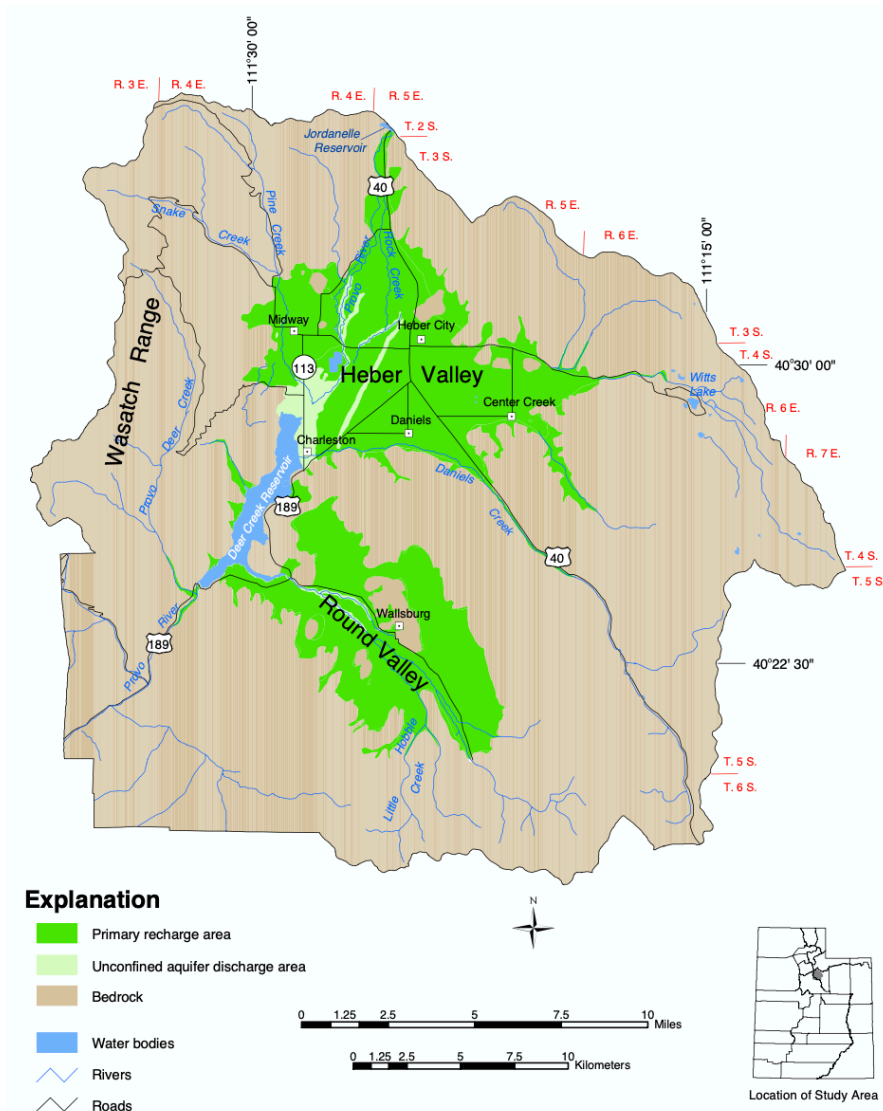 111°30' 00"
R. 3 E.
R. 4 E.
R. 4 E.
R. 5 E.
Jordanelle
Reservoir
T. 2 S.
T. 3 S.
40
R. 5 E.
R. 6 E.
111°15' 00"
Snake
Creek
Pine
Creek
Provo
River
Rock
Creek
Midway
Heber City
T. 3 S.
T. 4 S.
40°30' 00"
Wasatch Range
113
Heber Valley
Witts
Lake
Center Creek
R. 6 E.
Daniels
Charleston
R. 7 E.
Provo Deer Creek
Deer Creek Reservoir
Daniels
Creek
189
40
T. 4 S.
T. 5 S
Round Valley
Wallsburg
Provo
River
189
40°22' 30"
Little
Hobble
Creek
T. 5 S.
T. 6 S.
Explanation
Primary recharge area
Unconfined aquifer discharge area
Bedrock
Water bodies
Rivers
Roads
N
0 1.25 2.5 5 7.5 10
Miles
0 1.25 2.5 5 7.5 10
Kilometers
Location of Study Area